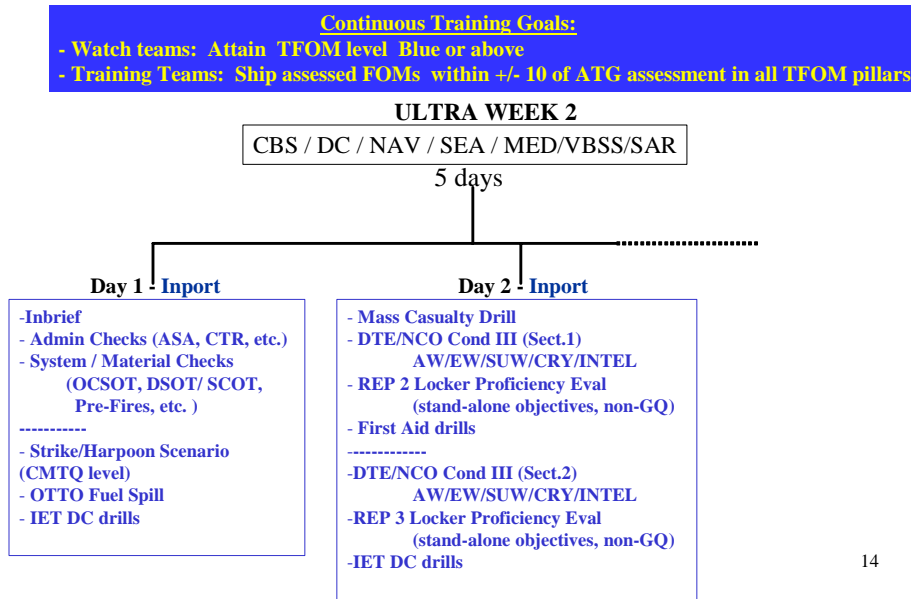 Continuous Training Goals:
- Watch teams:  Attain  TFOM level  Blue or above
- Training Teams:  Ship assessed FOMs  within +/- 10 of ATG assessment in all TFOM pillars
ULTRA WEEK 2
CBS / DC / NAV / SEA / MED/VBSS/SAR
5 days
Day 1 - Inport
-Inbrief
- Admin Checks (ASA, CTR, etc.)
- System / Material Checks
(OCSOT, DSOT/ SCOT,
Pre-Fires, etc. )
-----------
- Strike/Harpoon Scenario
(CMTQ level)
- OTTO Fuel Spill
- IET DC drills
Day 2 - Inport
- Mass Casualty Drill
- DTE/NCO Cond III (Sect.1)
AW/EW/SUW/CRY/INTEL
- REP 2 Locker Proficiency Eval
(stand-alone objectives, non-GQ)
- First Aid drills
-------------
-DTE/NCO Cond III (Sect.2)
AW/EW/SUW/CRY/INTEL
-REP 3 Locker Proficiency Eval
(stand-alone objectives, non-GQ)
-IET DC drills
14